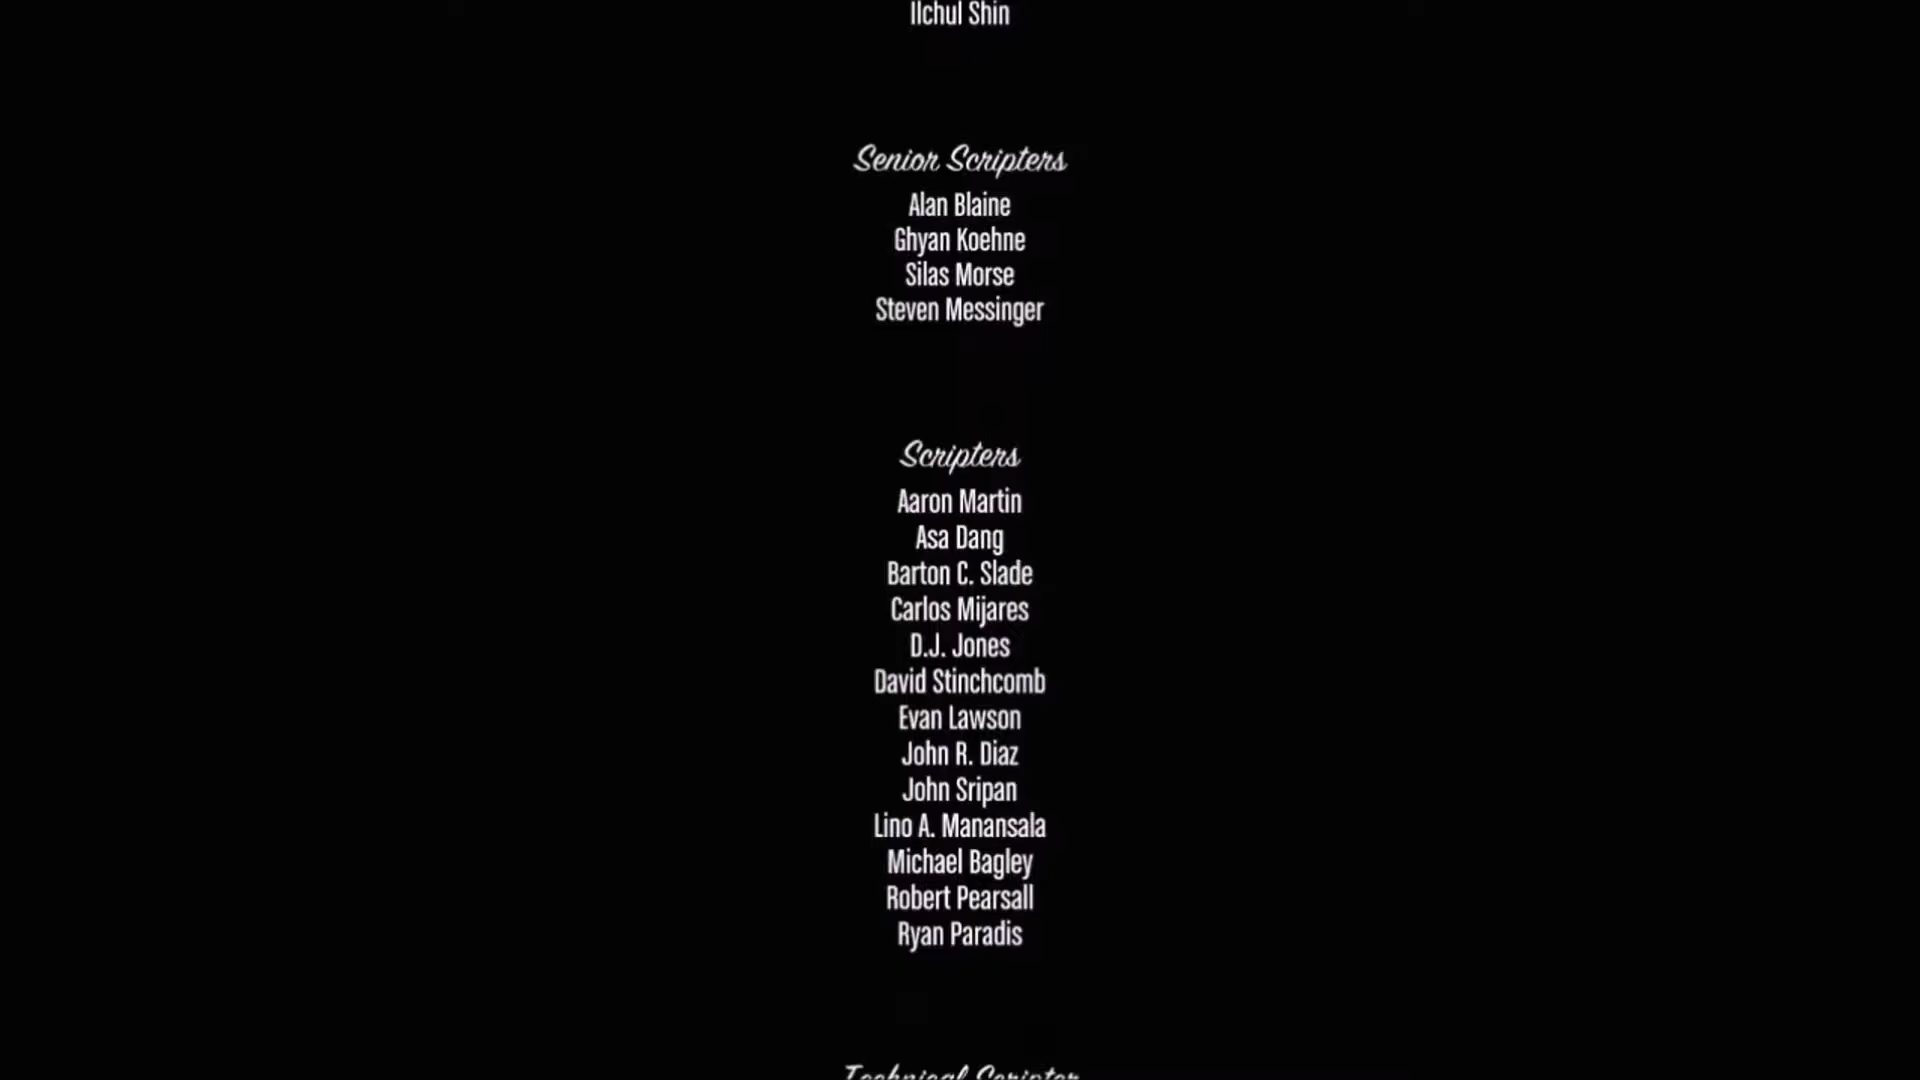 Ilchul Shin
Senior Scripters
Alan Blaine
Ghyan Koehne
Silas Morse
Steven Messinger
Scripters
Aaron Martin
Asa Dang
Barton C. Slade
Carlos Mijares
D.J. Jones
David Stinchcomb
Evan Lawson
John R. Diaz
John Sripan
Lino A. Manansala
Michael Bagley
Robert Pearsall
Ryan Paradis
Technical Scripter